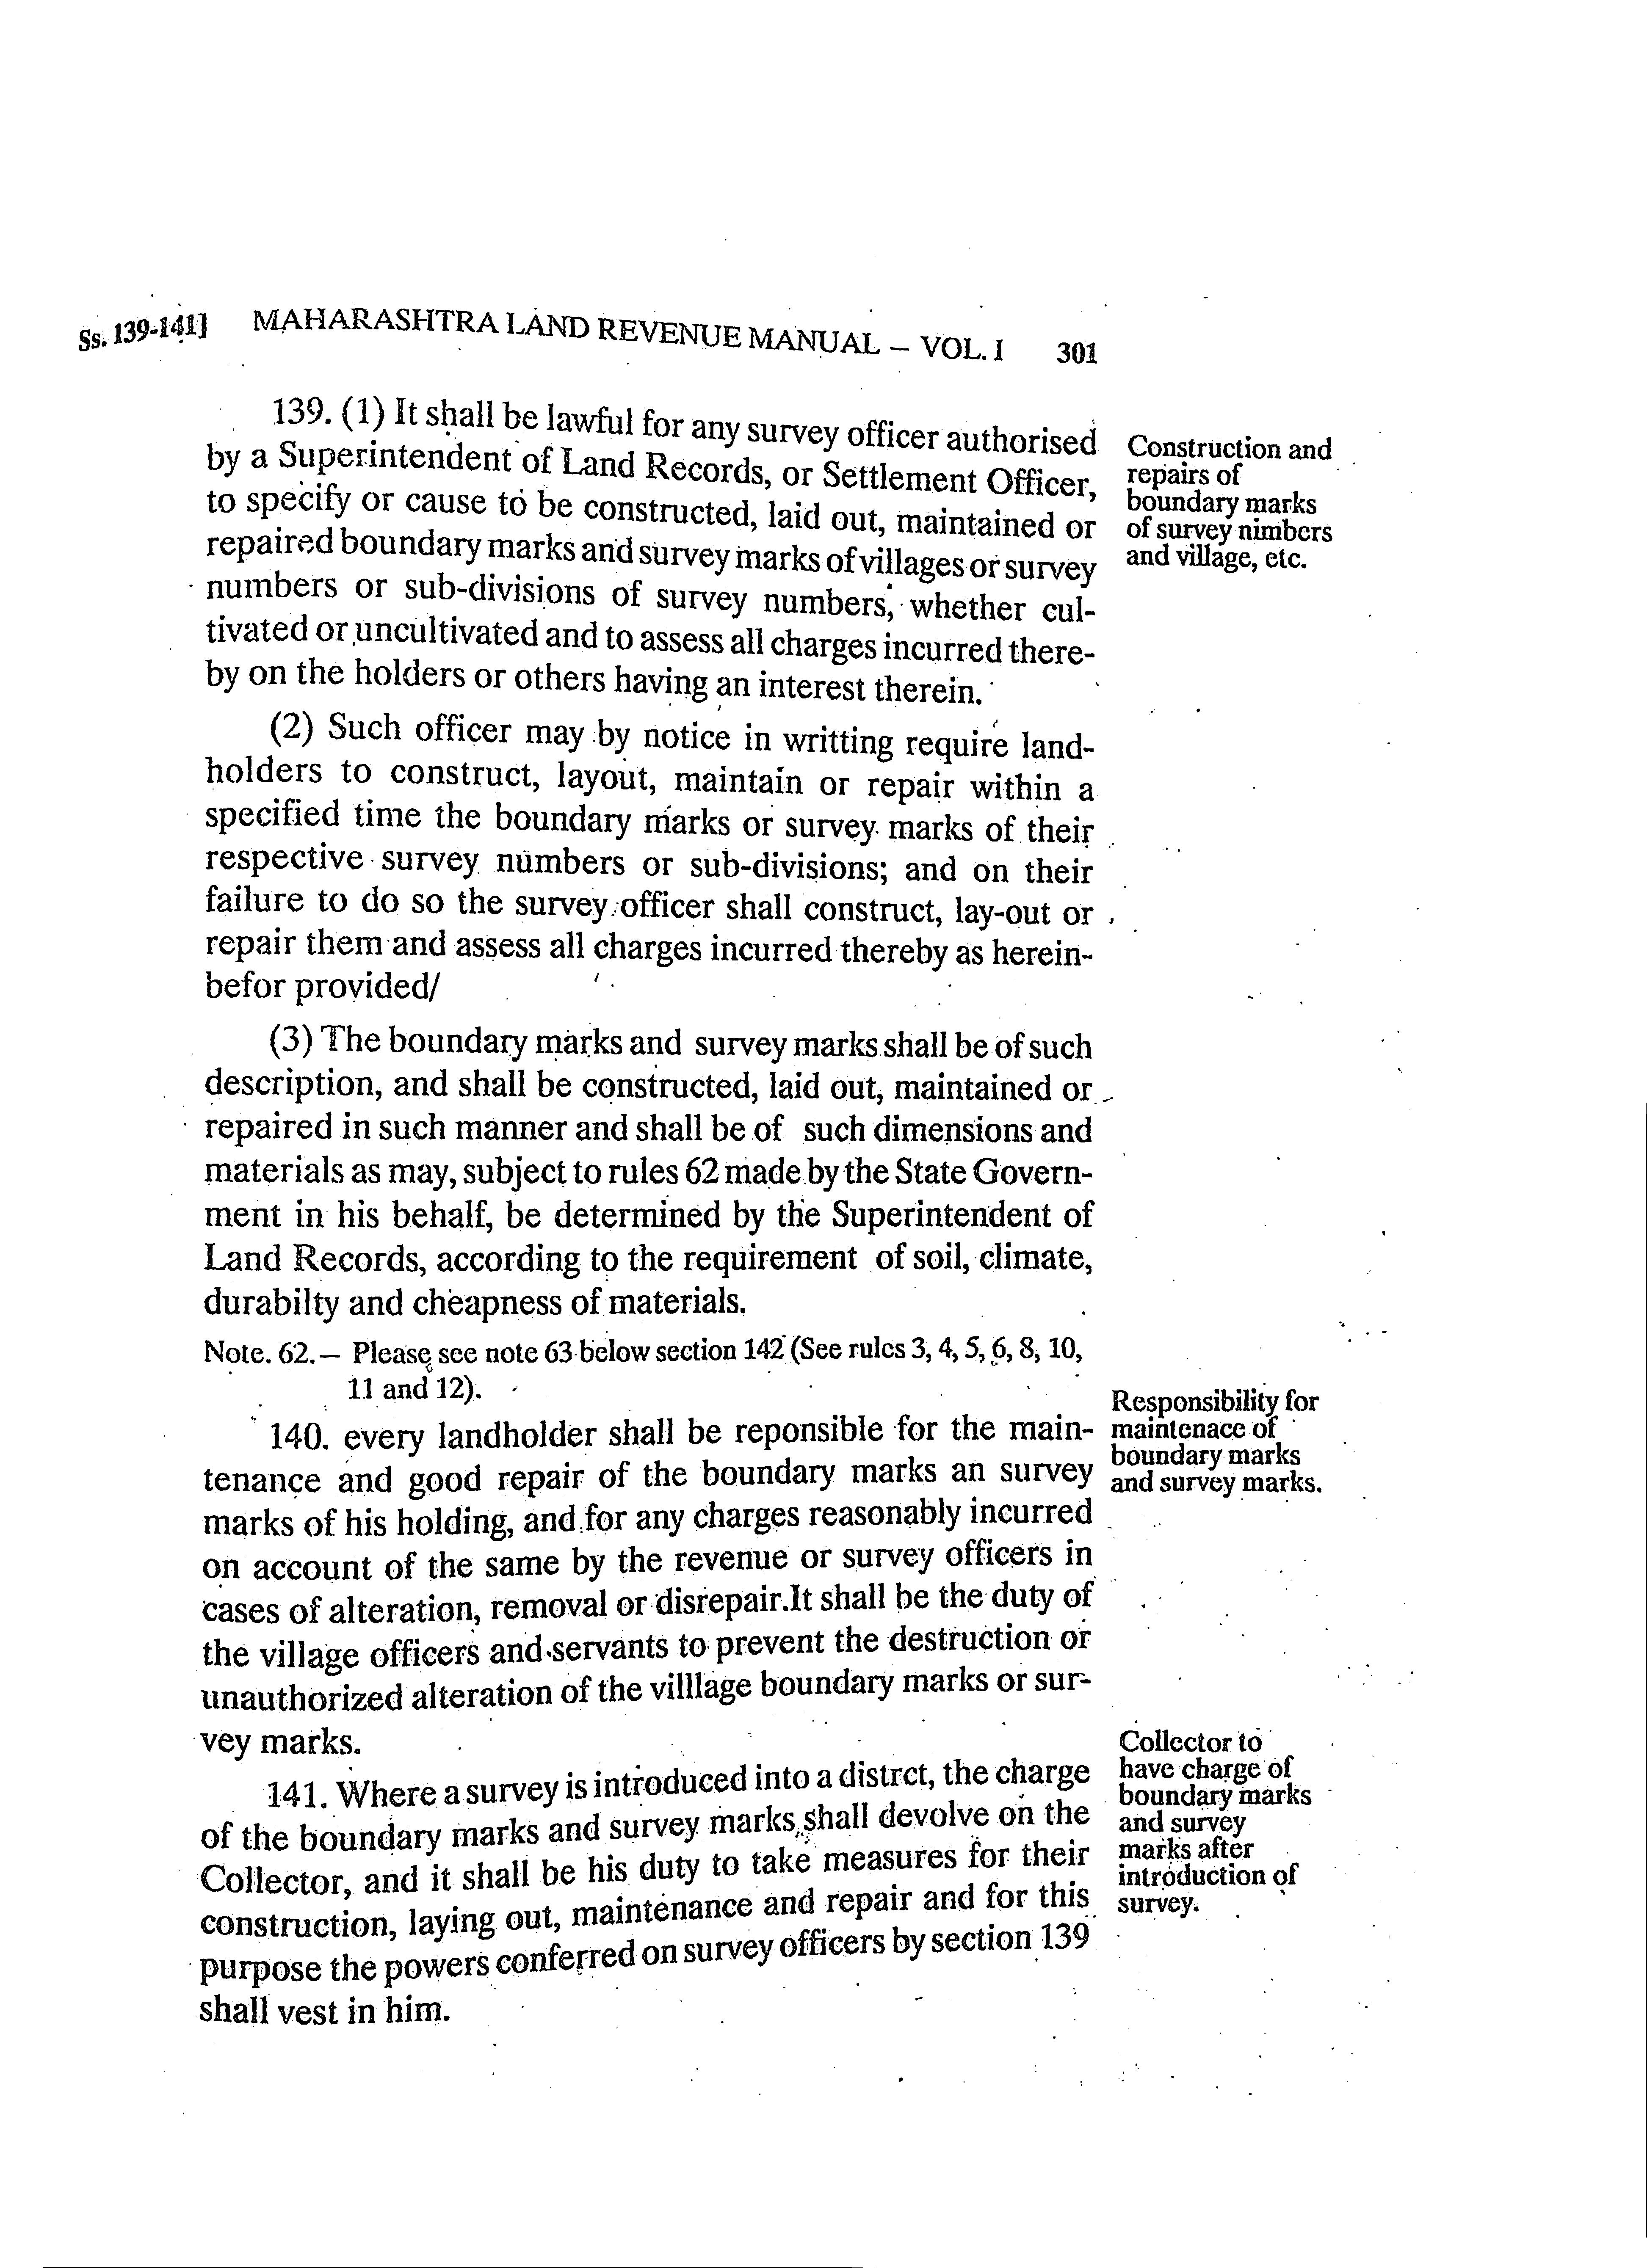 Ss. 139-141] MAHARASHTRA LAND REVENUE MANUAL – VOL. I 301
139. (1) It shall be lawful for any survey officer authorised
by a Superintendent of Land Records, or Settlement Officer,
to specify or cause to be constructed, laid out, maintained or
repaired boundary marks and survey marks of villages or survey
numbers or sub-divisions of survey numbers, whether cul-
tivated or uncultivated and to assess all charges incurred there-
by on the holders or others having an interest therein.
Construction and
repairs of
boundary marks
of survey nimbers
and village, etc.
(2) Such officer may by notice in writting require land-
holders to construct, layout, maintain or repair within a
specified time the boundary marks or survey marks of their
respective survey numbers or sub-divisions; and on their
failure to do so the survey officer shall construct, lay-out or
repair them and assess all charges incurred thereby as herein-
befor provided/
(3) The boundary marks and survey marks shall be of such
description, and shall be constructed, laid out, maintained or
repaired in such manner and shall be of such dimensions and
materials as may, subject to rules 62 made by the State Govern-
ment in his behalf, be determined by the Superintendent of
Land Records, according to the requirement of soil, climate,
durabilty and cheapness of materials.
Note. 62.– Please see note 63 below section 142 (See rules 3, 4, 5, 6, 8, 10,
11 and 12).
140. every landholder shall be reponsible for the main-
tenance and good repair of the boundary marks an survey
marks of his holding, and for any charges reasonably incurred
on account of the same by the revenue or survey officers in
cases of alteration, removal or disrepair.It shall be the duty of
the village officers and servants to prevent the destruction or
unauthorized alteration of the villlage boundary marks or sur-
vey marks.
Responsibility for
maintenace of
boundary marks
and survey marks.
141. Where a survey is introduced into a distrct, the charge
of the boundary marks and survey marks, shall devolve on the
Collector, and it shall be his duty to take measures for their
construction, laying out, maintenance and repair and for this
purpose the powers conferred on survey officers by section 139
shall vest in him.
Collector to
have charge of
boundary marks
and survey
marks after
introduction of
survey.